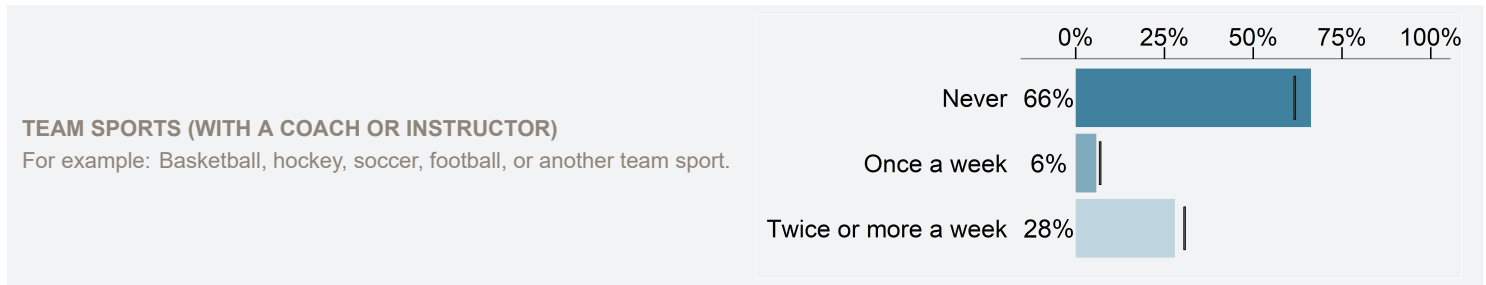 TEAM SPORTS (WITH A COACH OR INSTRUCTOR)
For example: Basketball, hockey, soccer, football, or another team sport.
0% 25% 50% 75% 100%
Never 66%
Once a week 6%
Twice or more a week 28%